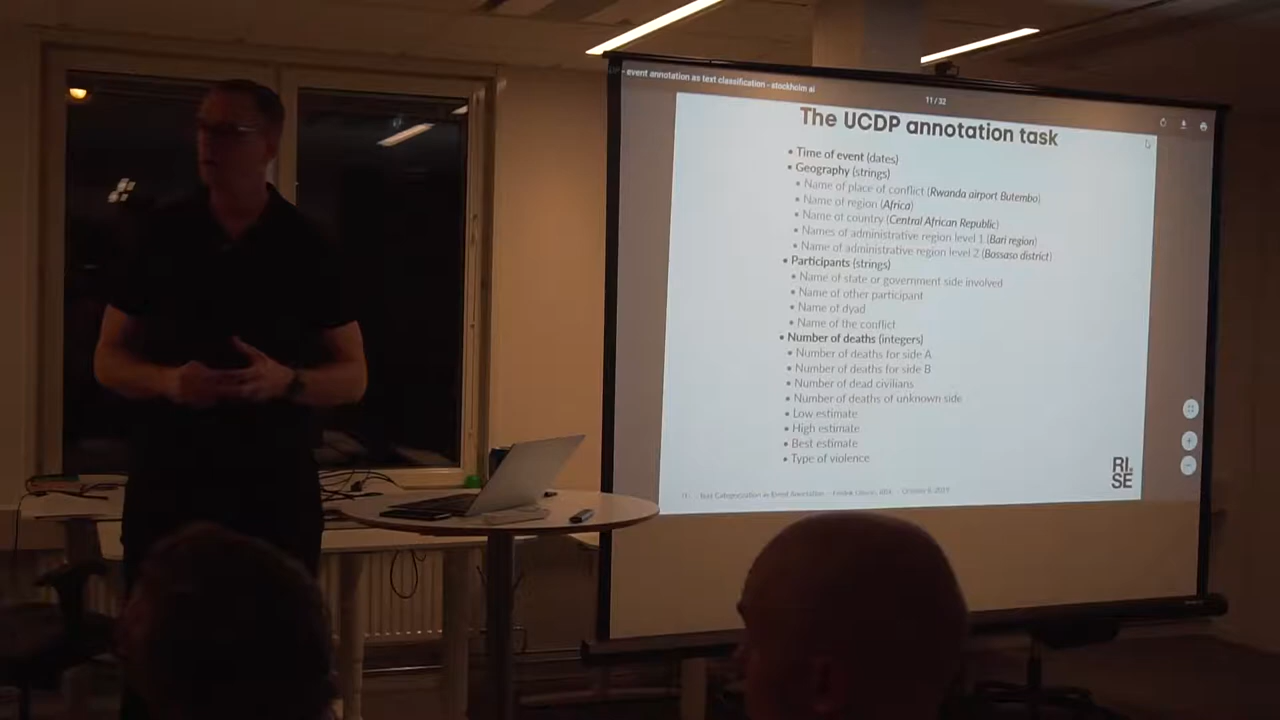 - event annotation as text classification - stockholm ai
11 / 32
The UCDP annotation task
• Time of event (dates)
• Geography (strings)
• Name of place of conflict (Rwanda airport Butembo)
• Name of region (Africa)
• Name of country (Central African Republic)
• Names of administrative region level 1 (Bari region)
• Name of administrative region level 2 (Bossaso district)
• Participants (strings)
• Name of state or government side involved
• Name of other participant
• Name of dyad
• Name of the conflict
• Number of deaths (integers)
• Number of deaths for side A
• Number of deaths for side B
• Number of dead civilians
• Number of deaths of unknown side
• Low estimate
• High estimate
• Best estimate
• Type of violence
RI.
SE
Text Categorization as Event Annotation